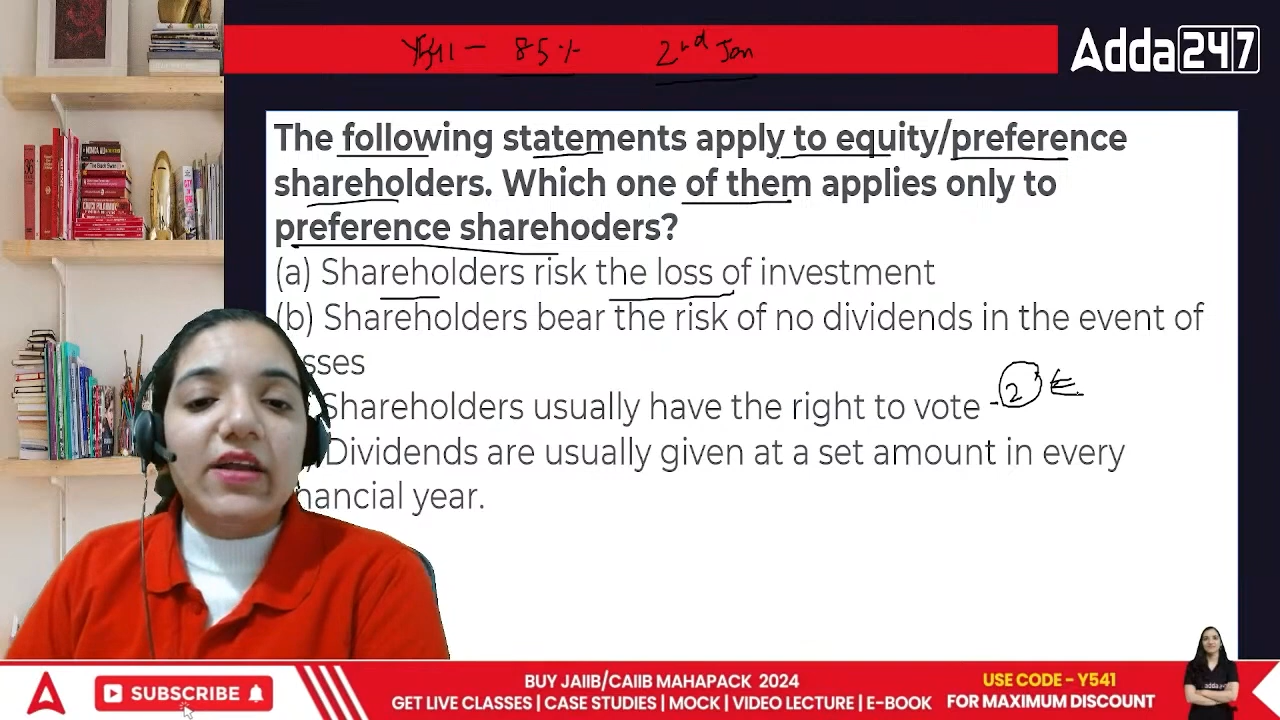 Y541 - 85% 2nd Jan
Adda247
The following statements apply to equity/preference
shareholders. Which one of them applies only to
preference sharehoders?
(a) Shareholders risk the loss of investment
(b) Shareholders bear the risk of no dividends in the event of
sses
Shareholders usually have the right to vote - 2 E
Dividends are usually given at a set amount in every
nancial year.
SUBSCRIBE
BUY JAIIB/CAIIB MAHAPACK 2024
GET LIVE CLASSES | CASE STUDIES | MOCK | VIDEO LECTURE | E-BOOK
USE CODE - Y541
FOR MAXIMUM DISCOUNT